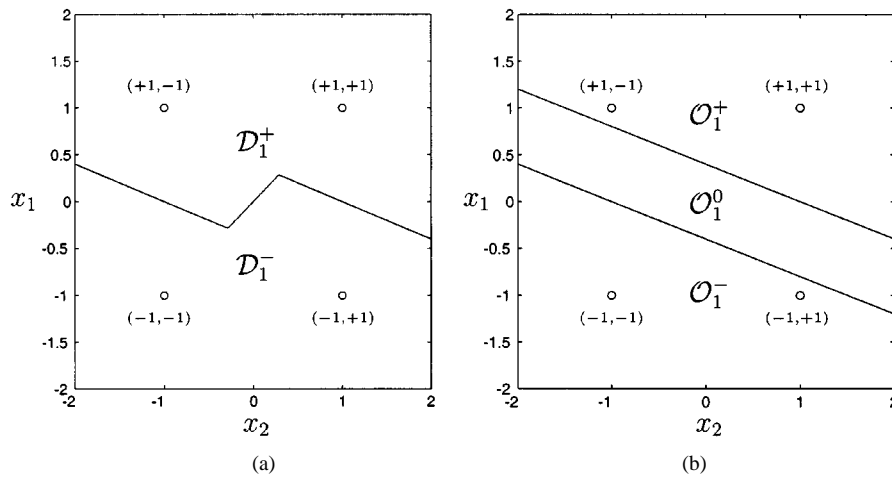 2
1.5
(+1,-1) (+1,+1)
1
D₁⁺
0.5
x₁ 0
-0.5
D₁⁻
-1
(-1,-1) (-1,+1)
-1.5
-2
-2 -1 0 1 2
x₂
(a)
2
1.5
(+1,-1) (+1,+1)
1
O₁⁺
0.5
x₁ 0
O₁⁰
-0.5
-1
O₁⁻
(-1,-1) (-1,+1)
-1.5
-2
-2 -1 0 1 2
x₂
(b)